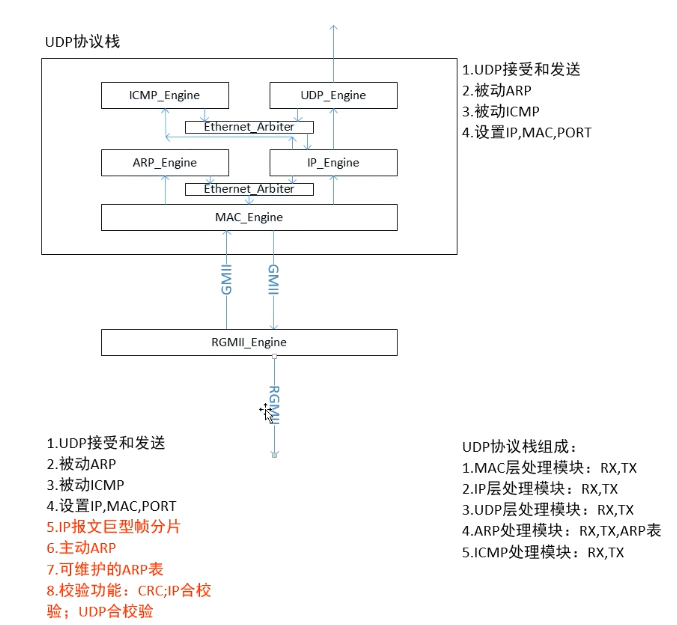 UDP协议栈
1.UDP接受和发送
2.被动ARP
3.被动ICMP
4.设置IP,MAC,PORT
ICMP_Engine
UDP_Engine
Ethernet_Arbiter
ARP_Engine
IP_Engine
Ethernet_Arbiter
MAC_Engine
GMII
GMII
RGMII_Engine
RGMII
1.UDP接受和发送
2.被动ARP
3.被动ICMP
4.设置IP,MAC,PORT
5.IP报文巨型帧分片
6.主动ARP
7.可维护的ARP表
8.校验功能：CRC;IP合校
验；UDP合校验
UDP协议栈组成：
1.MAC层处理模块：RX,TX
2.IP层处理模块：RX,TX
3.UDP层处理模块：RX,TX
4.ARP处理模块：RX,TX,ARP表
5.ICMP处理模块：RX,TX